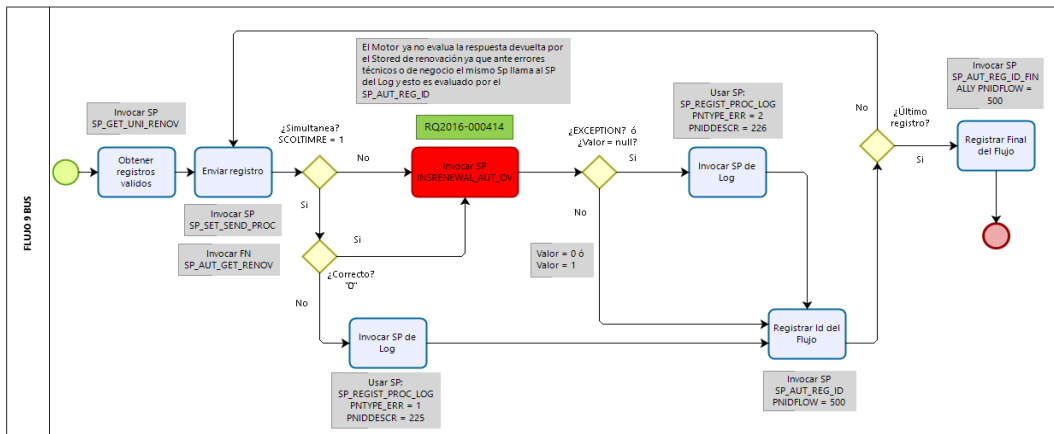 FLUJO 9 BUS
Invocar SP
SP_GET_UNI_RENOV
Obtener
registros
validos
Enviar registro
Invocar SP
SP_SET_SEND_PROC
Invocar FN
SP_AUT_GET_RENOV
¿Simultanea?
SCOLTIMRE = 1
No
Si
Si
¿Correcto?
"0"
No
El Motor ya no evalua la respuesta devuelta por
el Stored de renovación ya que ante errores
técnicos o de negocio el mismo Sp llama al SP
del Log y esto es evaluado por el
SP_AUT_REG_ID
RQ2016-000414
Invocar SP
INSRENEWAL_AUT_OV
Invocar SP de
Log
Usar SP:
SP_REGIST_PROC_LOG
PNTYPE_ERR = 1
PNIDDESCR = 225
¿EXCEPTION? ó
¿Valor = null?
Si
No
Valor = 0 ó
Valor = 1
Usar SP:
SP_REGIST_PROC_LOG
PNTYPE_ERR = 2
PNIDDESCR = 226
Invocar SP de
Log
Registrar Id del
Flujo
Invocar SP
SP_AUT_REG_ID
PNIDFLOW = 500
No
¿Último
registro?
Si
Invocar SP
SP_AUT_REG_ID_FIN
ALLY PNIDFLOW =
500
Registrar Final
del Flujo